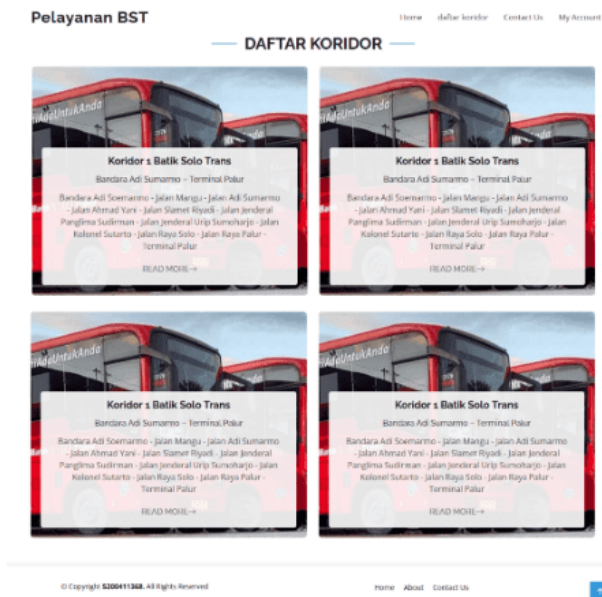 Pelayanan BST
Home daftar koridor Contact Us My Account
DAFTAR KORIDOR
Koridor 1 Batik Solo Trans
Bandara Adi Sumarmo – Terminal Palur
Bandara Adi Soemarmo - Jalan Mangu - Jalan Adi Sumarmo
- Jalan Ahmad Yani - Jalan Slamet Riyadi - Jalan Jenderal
Panglima Sudirman - Jalan Jenderal Urip Sumoharjo - Jalan
Kolonel Sutarto - Jalan Raya Solo - Jalan Raya Palur -
Terminal Palur
READ MORE→
Koridor 1 Batik Solo Trans
Bandara Adi Sumarmo – Terminal Palur
Bandara Adi Soemarmo - Jalan Mangu - Jalan Adi Sumarmo
- Jalan Ahmad Yani - Jalan Slamet Riyadi - Jalan Jenderal
Panglima Sudirman - Jalan Jenderal Urip Sumoharjo - Jalan
Kolonel Sutarto - Jalan Raya Solo - Jalan Raya Palur -
Terminal Palur
READ MORE→
Koridor 1 Batik Solo Trans
Bandara Adi Sumarmo – Terminal Palur
Bandara Adi Soemarmo - Jalan Mangu - Jalan Adi Sumarmo
- Jalan Ahmad Yani - Jalan Slamet Riyadi - Jalan Jenderal
Panglima Sudirman - Jalan Jenderal Urip Sumoharjo - Jalan
Kolonel Sutarto - Jalan Raya Solo - Jalan Raya Palur -
Terminal Palur
READ MORE→
Koridor 1 Batik Solo Trans
Bandara Adi Sumarmo – Terminal Palur
Bandara Adi Soemarmo - Jalan Mangu - Jalan Adi Sumarmo
- Jalan Ahmad Yani - Jalan Slamet Riyadi - Jalan Jenderal
Panglima Sudirman - Jalan Jenderal Urip Sumoharjo - Jalan
Kolonel Sutarto - Jalan Raya Solo - Jalan Raya Palur -
Terminal Palur
READ MORE→
© Copyright 5200411368. All Rights Reserved
Home About Contact Us